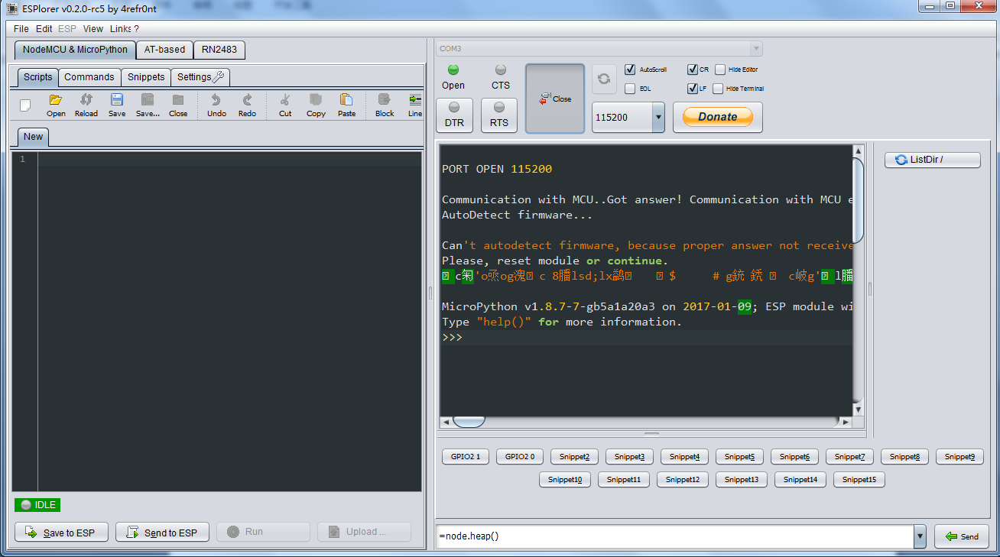 ESPlorer v0.2.0-rc5 by 4refr0nt
File Edit ESP View Links ?
NodeMCU & MicroPython AT-based RN2483
Scripts Commands Snippets Settings
Open Reload Save Save... Close Undo Redo Cut Copy Paste Block Line
New
1
IDLE
Save to ESP Send to ESP Run Upload ...
COM3
Open CTS Close AutoScroll CR Hide Editor
EOL LF Hide Terminal
DTR RTS 115200 Donate
PORT OPEN 115200
Communication with MCU..Got answer! Communication with MCU e
AutoDetect firmware...
Can't autodetect firmware, because proper answer not receive
Please, reset module or continue.
MicroPython v1.8.7-7-gb5a1a20a3 on 2017-01-09; ESP module wi
Type "help()" for more information.
>>>
ListDir /
GPIO2 1 GPIO2 0 Snippet2 Snippet3 Snippet4 Snippet5 Snippet6 Snippet7 Snippet8 Snippet9
Snippet10 Snippet11 Snippet12 Snippet13 Snippet14 Snippet15
=node.heap() Send